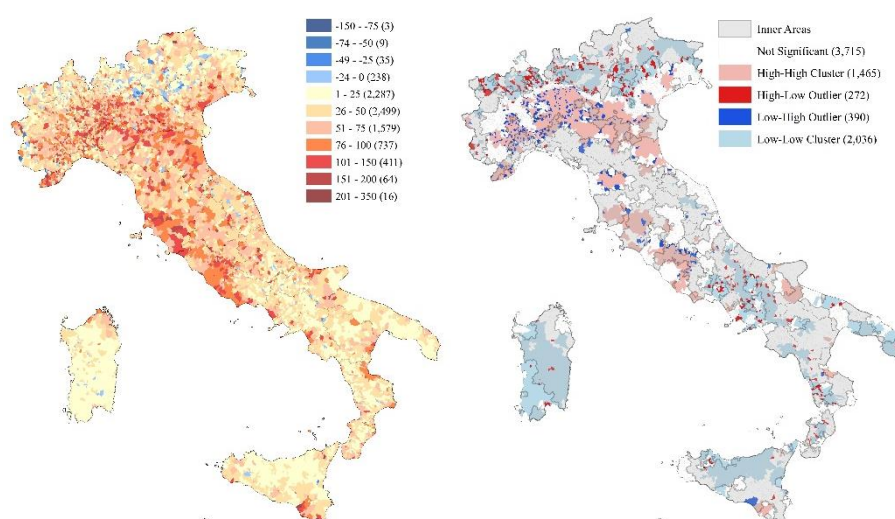 -150 - -75 (3)
-74 - -50 (9)
-49 - -25 (35)
-24 - 0 (238)
1 - 25 (2,287)
26 - 50 (2,499)
51 - 75 (1,579)
76 - 100 (737)
101 - 150 (411)
151 - 200 (64)
201 - 350 (16)
Inner Areas
Not Significant (3,715)
High-High Cluster (1,465)
High-Low Outlier (272)
Low-High Outlier (390)
Low-Low Cluster (2,036)